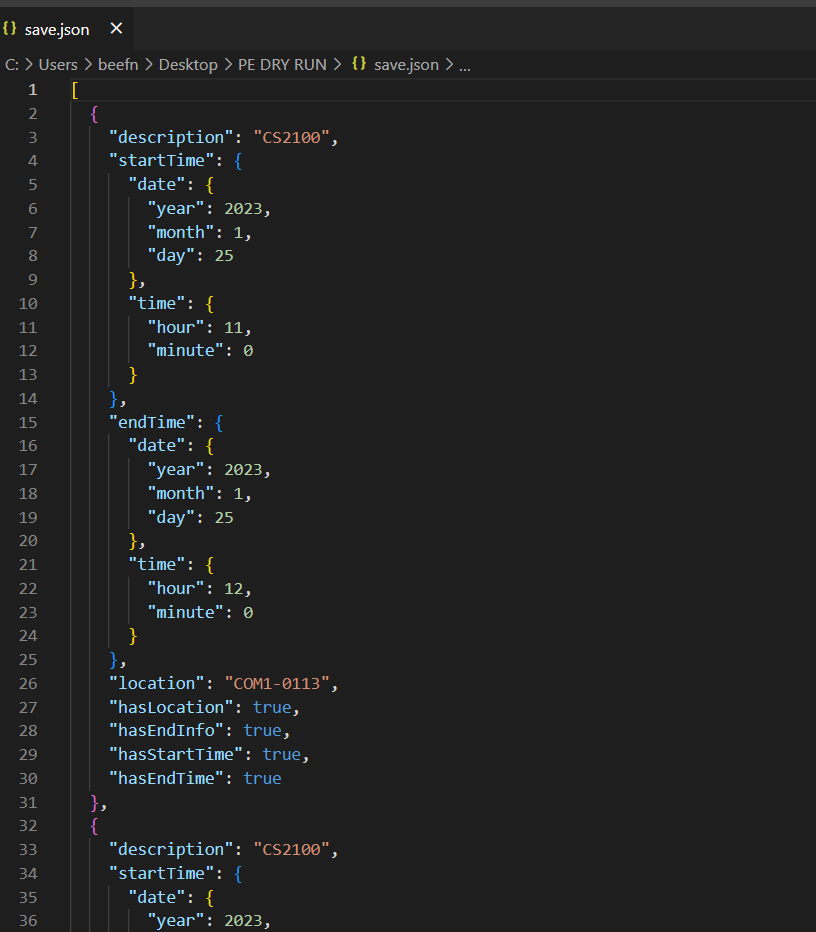 {} save.json ×
C: > Users > beefn > Desktop > PE DRY RUN > {} save.json > ...
1 [
2 {
3 "description": "CS2100",
4 "startTime": {
5 "date": {
6 "year": 2023,
7 "month": 1,
8 "day": 25
9 },
10 "time": {
11 "hour": 11,
12 "minute": 0
13 }
14 },
15 "endTime": {
16 "date": {
17 "year": 2023,
18 "month": 1,
19 "day": 25
20 },
21 "time": {
22 "hour": 12,
23 "minute": 0
24 }
25 },
26 "location": "COM1-0113",
27 "hasLocation": true,
28 "hasEndInfo": true,
29 "hasStartTime": true,
30 "hasEndTime": true
31 },
32 {
33 "description": "CS2100",
34 "startTime": {
35 "date": {
36 "year": 2023,